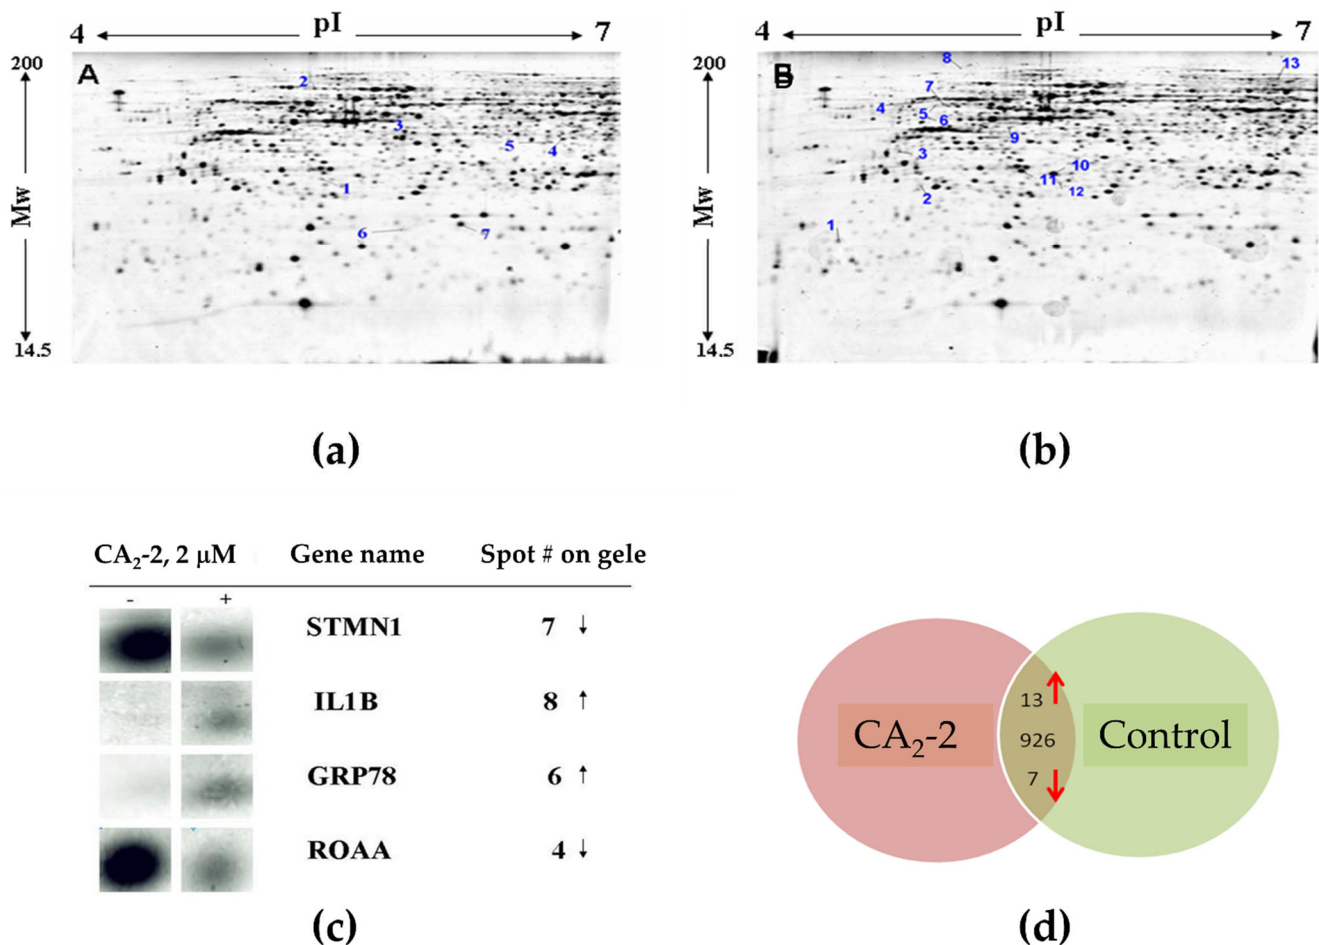 4 pI 7
200
A
2
3
5 4
1
6 7
Mw
14.5
(a)
4 pI 7
200
B
8 13
7
4 5 6
9
3 10
11 12
2
1
Mw
14.5
(b)
CA₂-2, 2 μM Gene name Spot # on gele
- +
STMN1 7 ↓
IL1B 8 ↑
GRP78 6 ↑
ROAA 4 ↓
(c)
13 ↑
CA₂-2 926 Control
7 ↓
(d)